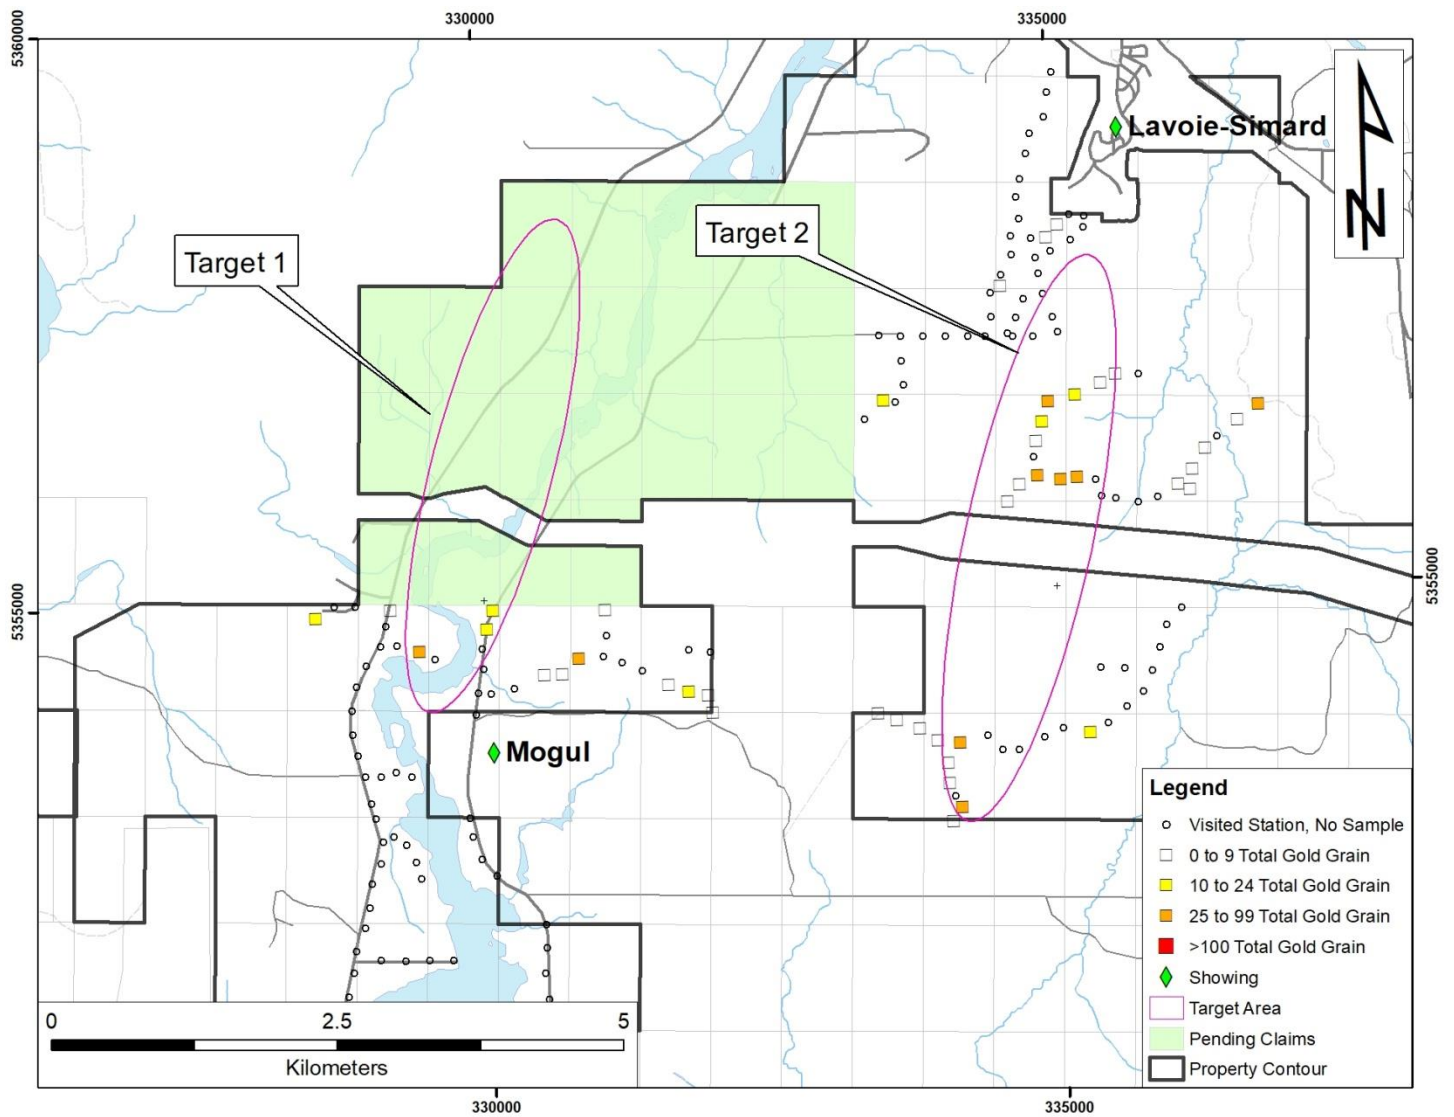 330000
335000
5360000
Lavoie-Simard
N
Target 2
Target 1
5355000
5355000
Mogul
Legend
Visited Station, No Sample
0 to 9 Total Gold Grain
10 to 24 Total Gold Grain
25 to 99 Total Gold Grain
>100 Total Gold Grain
Showing
Target Area
Pending Claims
Property Contour
0 2.5 5
Kilometers
330000
335000